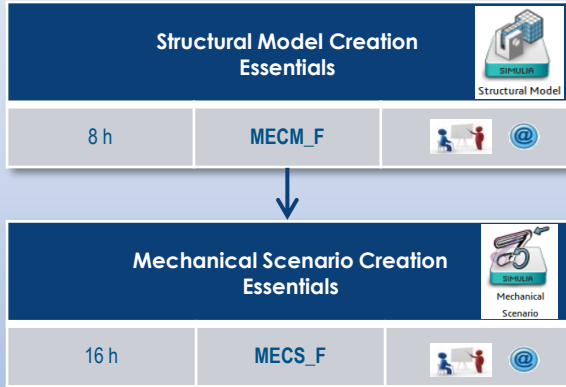 Structural Model Creation
Essentials
SIMULIA
Structural Model
8 h
MECM_F
@
Mechanical Scenario Creation
Essentials
SIMULIA
Mechanical
Scenario
16 h
MECS_F
@